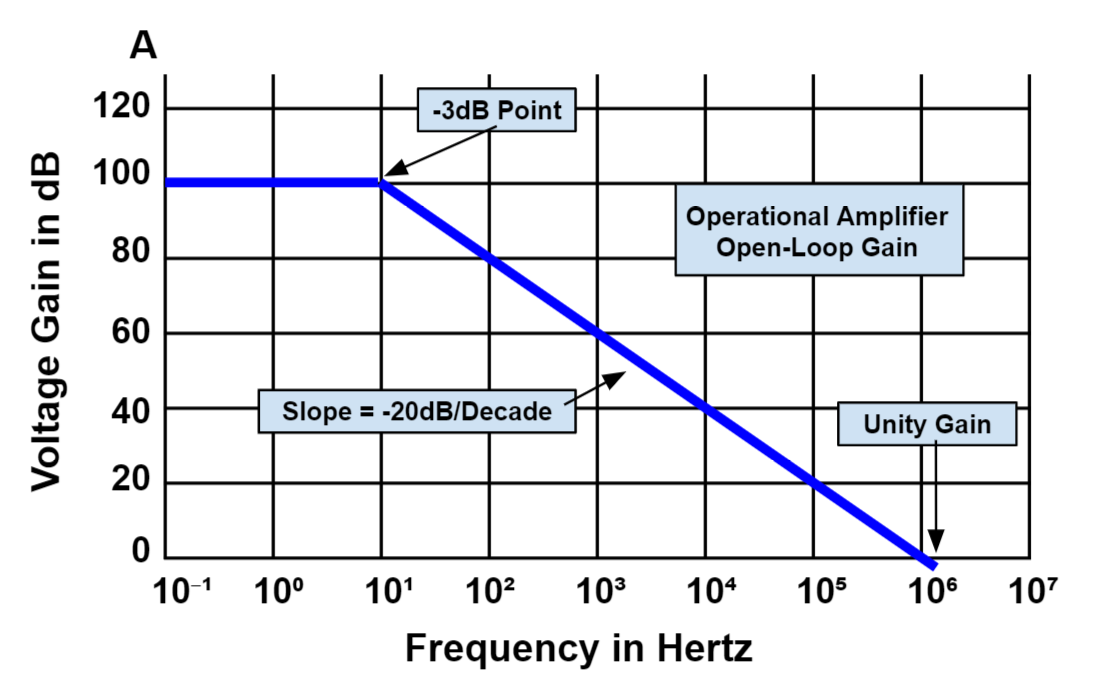 A
120
-3dB Point
100
Operational Amplifier
Open-Loop Gain
80
60
40
Slope = -20dB/Decade
Unity Gain
20
0
Voltage Gain in dB
10⁻¹ 10⁰ 10¹ 10² 10³ 10⁴ 10⁵ 10⁶ 10⁷
Frequency in Hertz